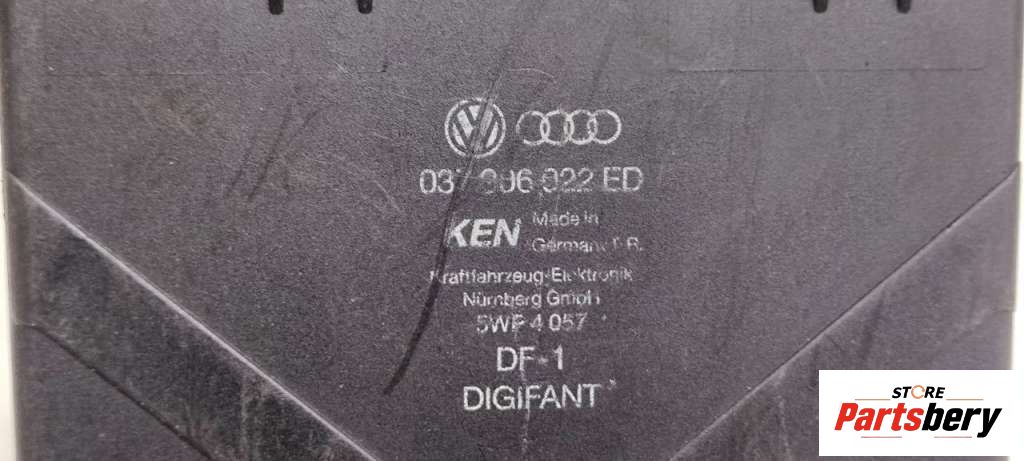 037 906 022 ED
KEN Made in
Germany F.R.
Kraftfahrzeug-Elektronik
Nürnberg GmbH
5WP 4 057
DF-1
DIGIFANT
STORE
Partsbery